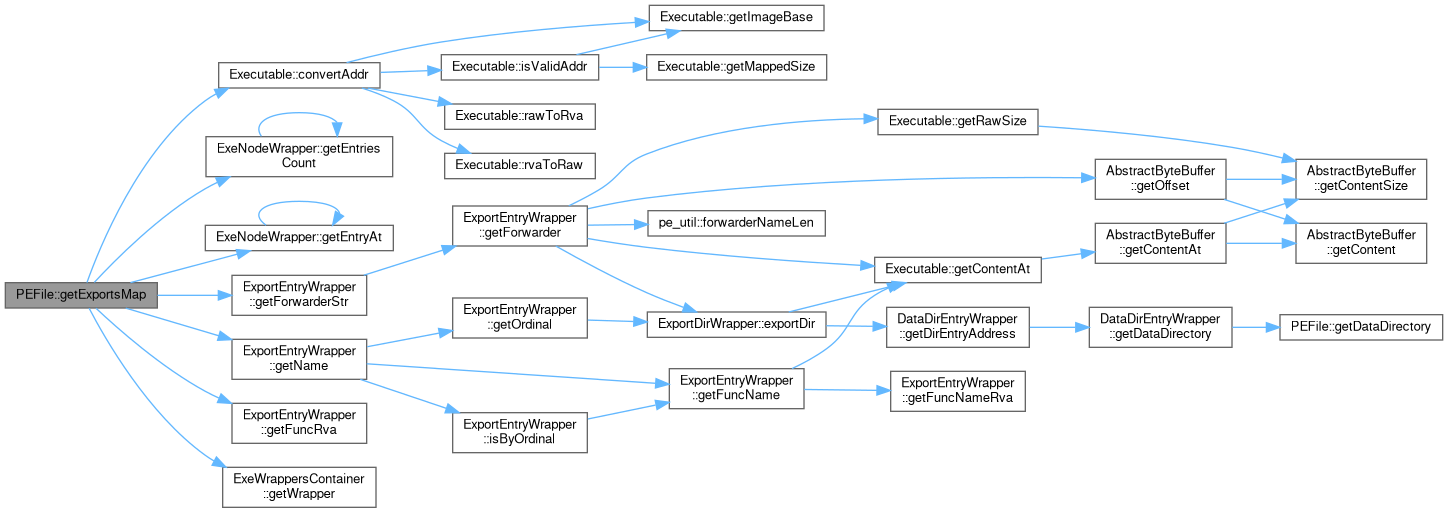 PEFile::getExportsMap
Executable::convertAddr
ExeNodeWrapper::getEntries
Count
ExeNodeWrapper::getEntryAt
ExportEntryWrapper
::getForwarderStr
ExportEntryWrapper
::getName
ExportEntryWrapper
::getFuncRva
ExeWrappersContainer
::getWrapper
Executable::isValidAddr
Executable::rawToRva
Executable::rvaToRaw
ExportEntryWrapper
::getForwarder
ExportEntryWrapper
::getOrdinal
ExportEntryWrapper
::isByOrdinal
Executable::getImageBase
Executable::getMappedSize
pe_util::forwarderNameLen
ExportDirWrapper::exportDir
ExportEntryWrapper
::getFuncName
Executable::getRawSize
Executable::getContentAt
DataDirEntryWrapper
::getDirEntryAddress
ExportEntryWrapper
::getFuncNameRva
AbstractByteBuffer
::getOffset
AbstractByteBuffer
::getContentAt
DataDirEntryWrapper
::getDataDirectory
AbstractByteBuffer
::getContentSize
AbstractByteBuffer
::getContent
PEFile::getDataDirectory